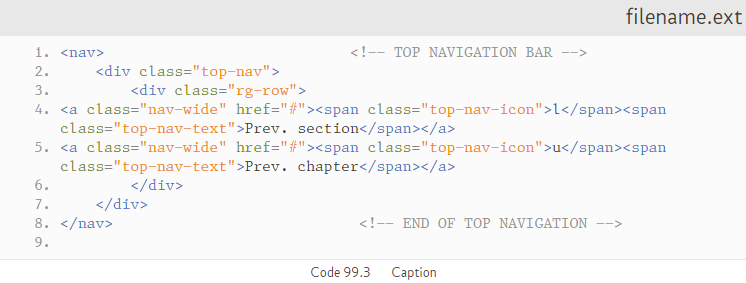 filename.ext
1. <nav> <!-- TOP NAVIGATION BAR -->
2. <div class="top-nav">
3. <div class="rg-row">
4. <a class="nav-wide" href="#"><span class="top-nav-icon">l</span><span
class="top-nav-text">Prev. section</span></a>
5. <a class="nav-wide" href="#"><span class="top-nav-icon">u</span><span
class="top-nav-text">Prev. chapter</span></a>
6. </div>
7. </div>
8. </nav> <!-- END OF TOP NAVIGATION -->
9.
Code 99.3 Caption